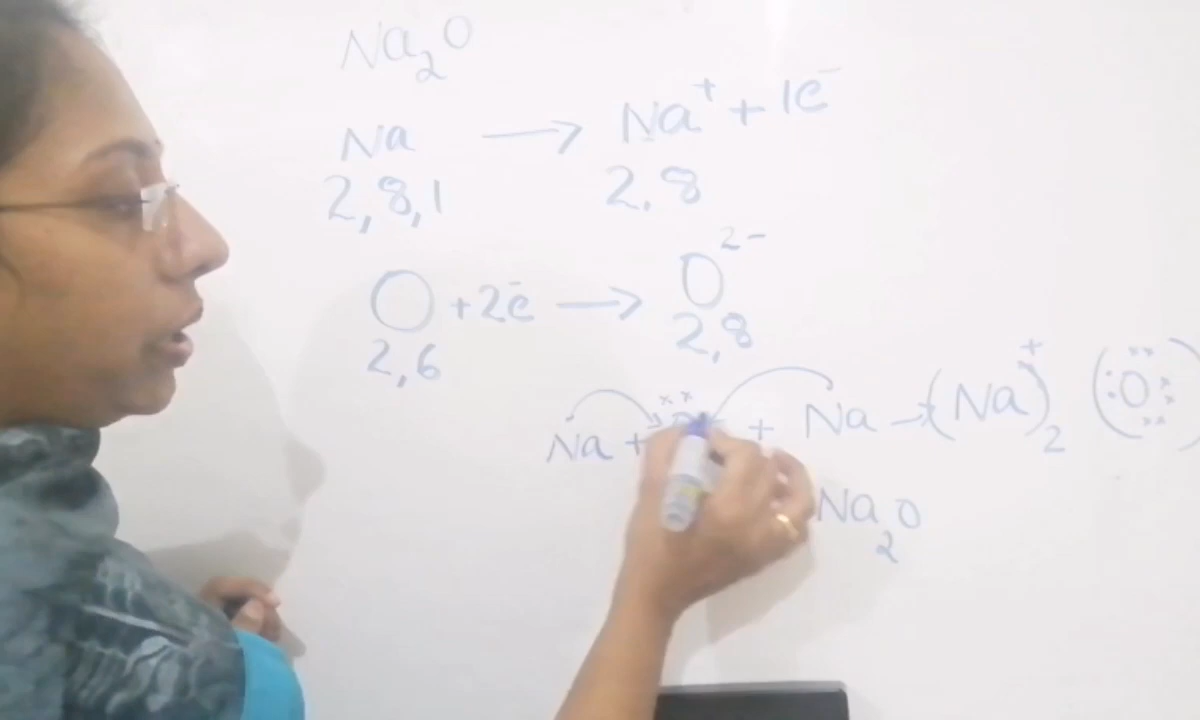 Na₂O
Na → Na⁺ + 1e⁻
2,8,1 2,8
O + 2e⁻ → O²⁻
2,6 2,8
Na + + Na → (Na)⁺₂ (O)
Na₂O